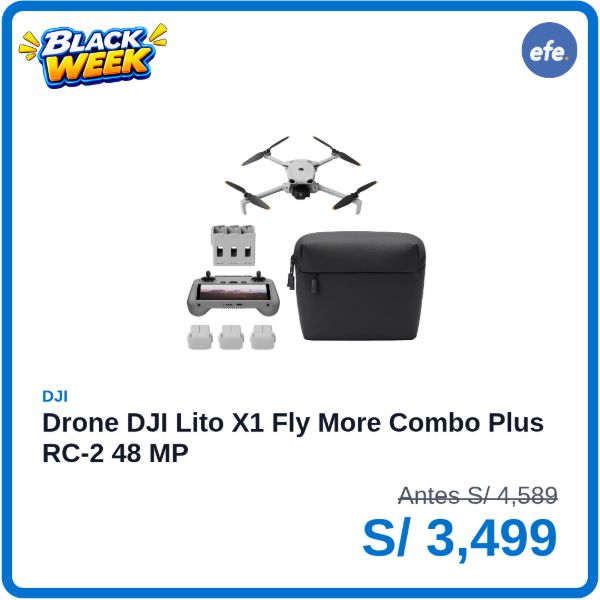 BLACK
WEEK
efe.
DJI
Drone DJI Lito X1 Fly More Combo Plus
RC-2 48 MP
Antes S/ 4,589
S/ 3,499